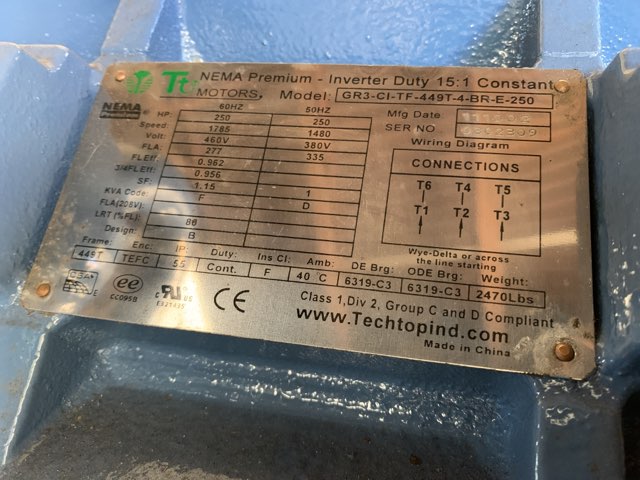 Tt NEMA Premium - Inverter Duty 15:1 Constant
MOTORS Model: GR3-CI-TF-449T-4-BR-E-250
NEMA
Premium
60HZ 50HZ
HP: 250 250
Speed: 1785 1480
Volt: 460V 380V
FLA: 277 335
FLEff: 0.962
3/4FLEff: 0.956
SF: 1.15 1
KVA Code: F D
FLA(208V):
LRT (%FL): 86
Design: B
Mfg Date
SER NO
Wiring Diagram
CONNECTIONS
T6 T4 T5
T1 T2 T3
Wye-Delta or across
the line starting
Frame: Enc: IP: Duty: Ins Cl: Amb: DE Brg: ODE Brg: Weight:
449T TEFC 55 Cont. F 40°C 6319-C3 6319-C3 2470Lbs
ee
CC095B
c US
CE
Class 1,Div 2, Group C and D Compliant
www.Techtopind.com
Made in China